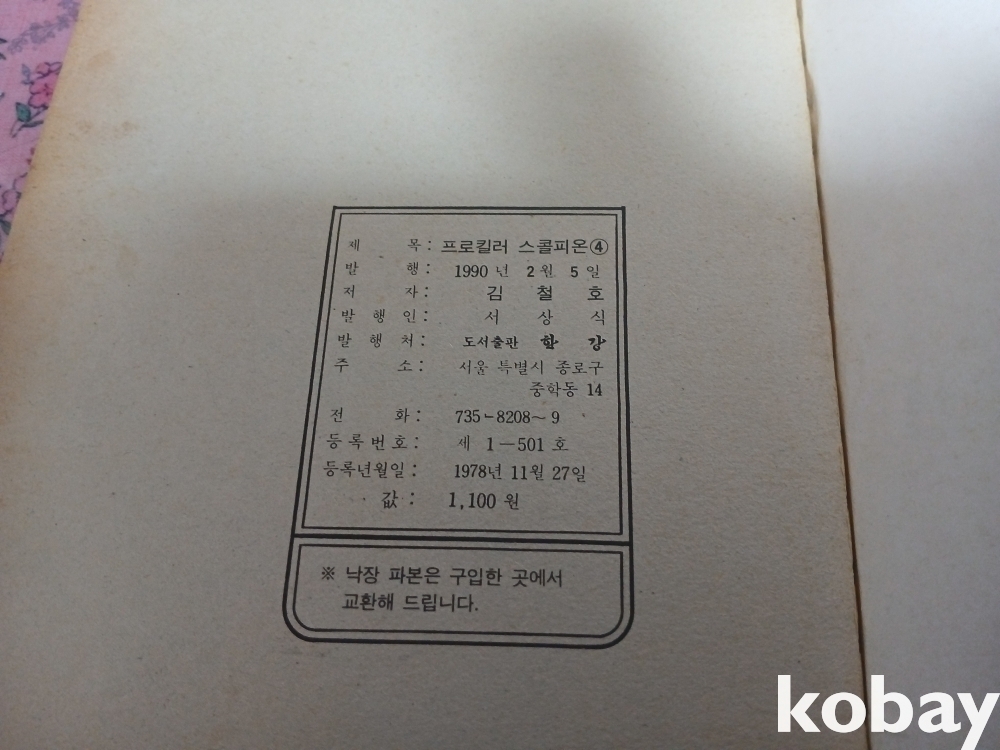 제 목 : 프로킬러 스콜피온④
발 행 : 1990년 2월 5일
저 자 : 김 철 호
발 행 인 : 서 상 식
발 행 처 : 도서출판 한 강
주 소 : 서울 특별시 종로구
중학동 14
전 화 : 735-8208~9
등 록 번 호 : 제 1-501 호
등록년월일 : 1978년 11월 27일
값 : 1,100 원
※ 낙장 파본은 구입한 곳에서
교환해 드립니다.
kobay